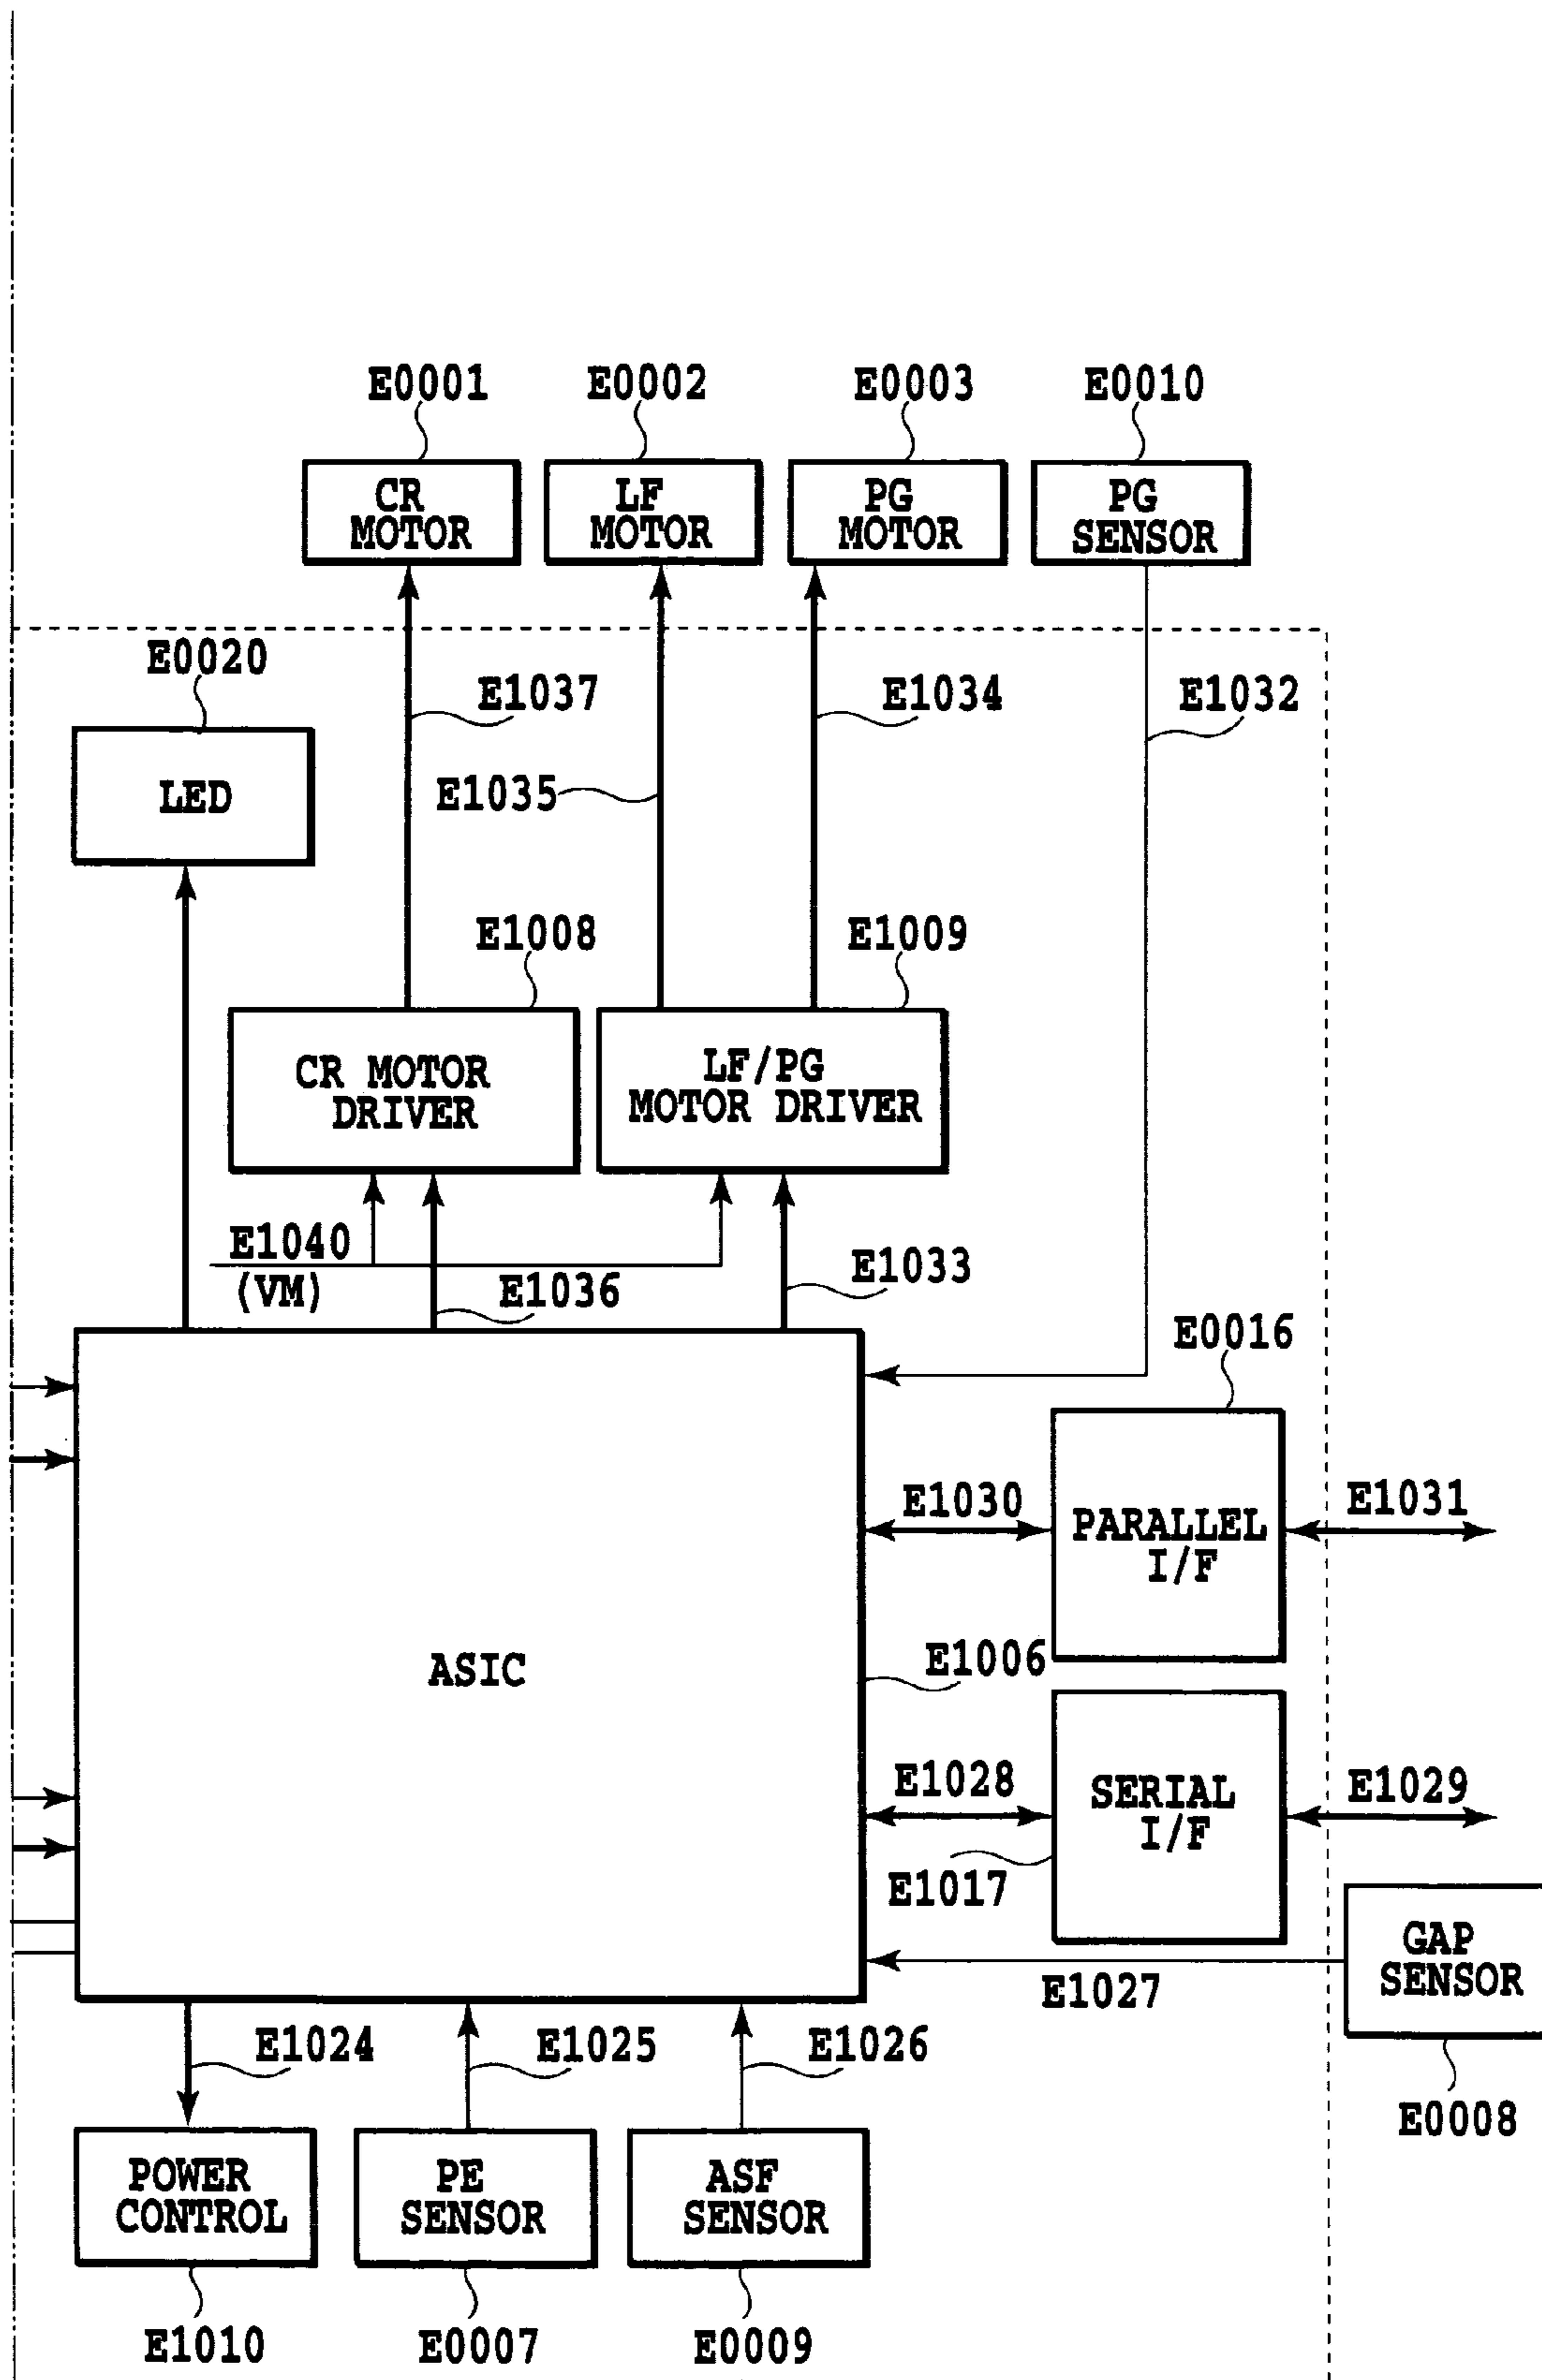 E0001
E0002
E0003
E0010
CR
MOTOR
LF
MOTOR
PG
MOTOR
PG
SENSOR
E0020
E1037
E1034
E1032
LED
E1035
E1008
E1009
CR MOTOR
DRIVER
LF/PG
MOTOR DRIVER
E1040
(VM)
E1036
E1033
E0016
E1030
PARALLEL
I/F
E1031
ASIC
E1006
E1028
SERIAL
I/F
E1029
E1017
GAP
SENSOR
E1027
E1024
E1025
E1026
E0008
POWER
CONTROL
PE
SENSOR
ASF
SENSOR
E1010
E0007
E0009